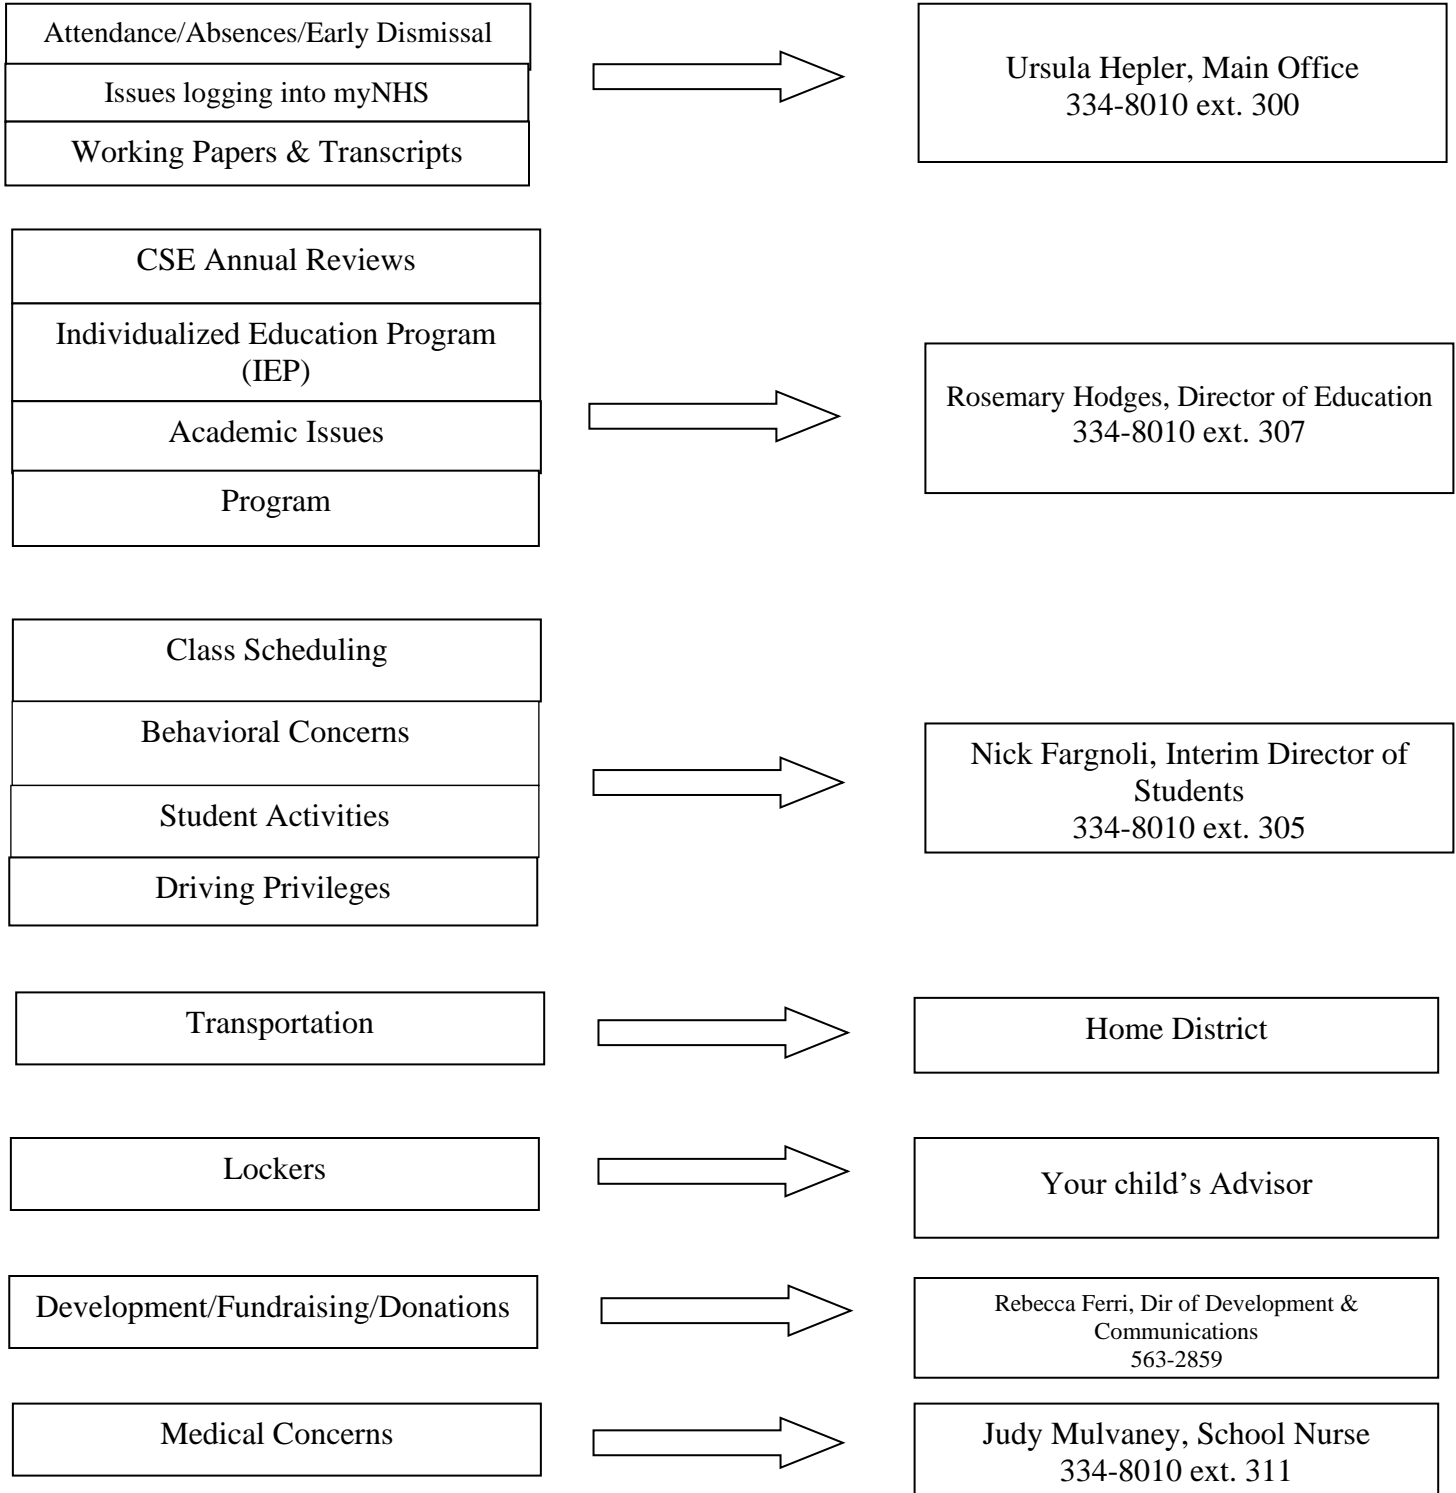 Attendance/Absences/Early Dismissal
Issues logging into myNHS
Working Papers & Transcripts
Ursula Hepler, Main Office
334-8010 ext. 300
CSE Annual Reviews
Individualized Education Program
(IEP)
Academic Issues
Program
Rosemary Hodges, Director of Education
334-8010 ext. 307
Class Scheduling
Behavioral Concerns
Student Activities
Driving Privileges
Nick Fargnoli, Interim Director of
Students
334-8010 ext. 305
Transportation
Home District
Lockers
Your child’s Advisor
Development/Fundraising/Donations
Rebecca Ferri, Dir of Development &
Communications
563-2859
Medical Concerns
Judy Mulvaney, School Nurse
334-8010 ext. 311